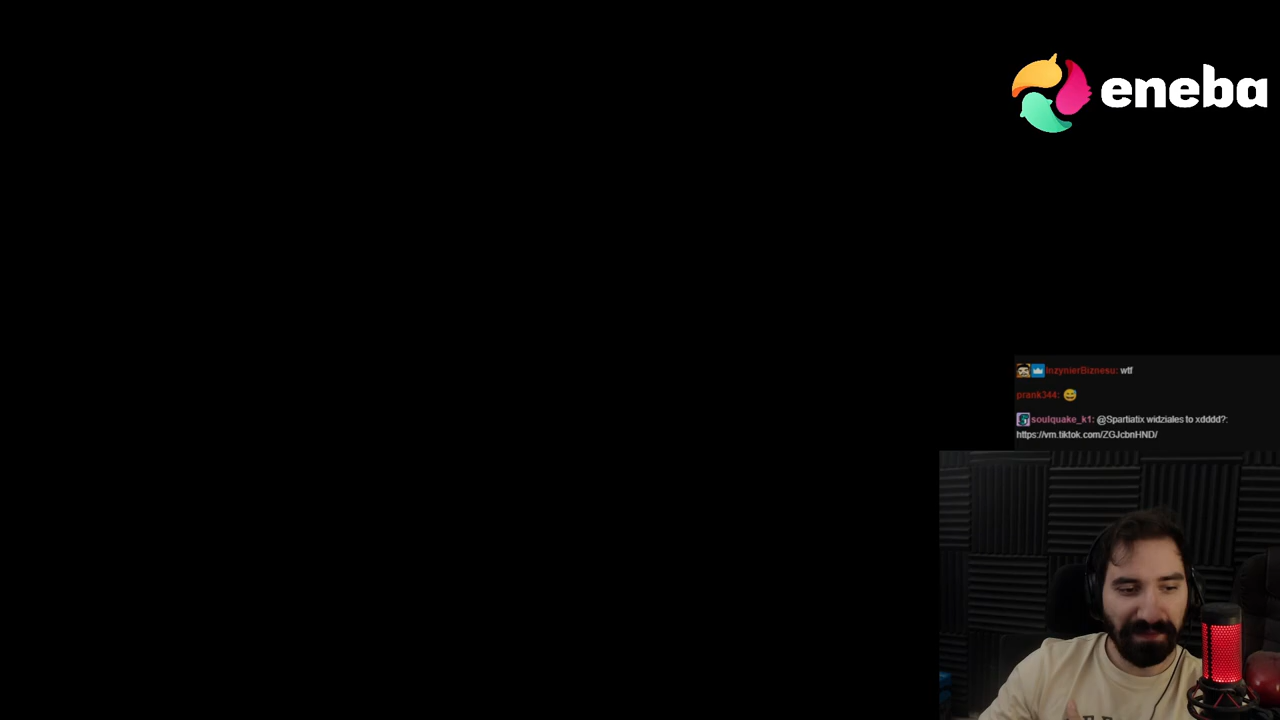 eneba
InzynierBiznesu: wtf
prank344:
soulquake_k1: @Spartiatix widziales to xdddd?:
https://vm.tiktok.com/ZGJcbnHND/